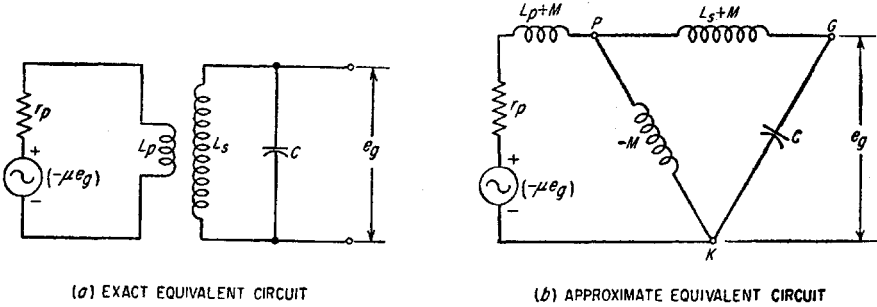 rp
+
(-μeg)
−
Lp
Ls
C
eg
(a) EXACT EQUIVALENT CIRCUIT
Lp+M
P
Ls+M
G
rp
+
(-μeg)
−
-M
C
eg
K
(b) APPROXIMATE EQUIVALENT CIRCUIT